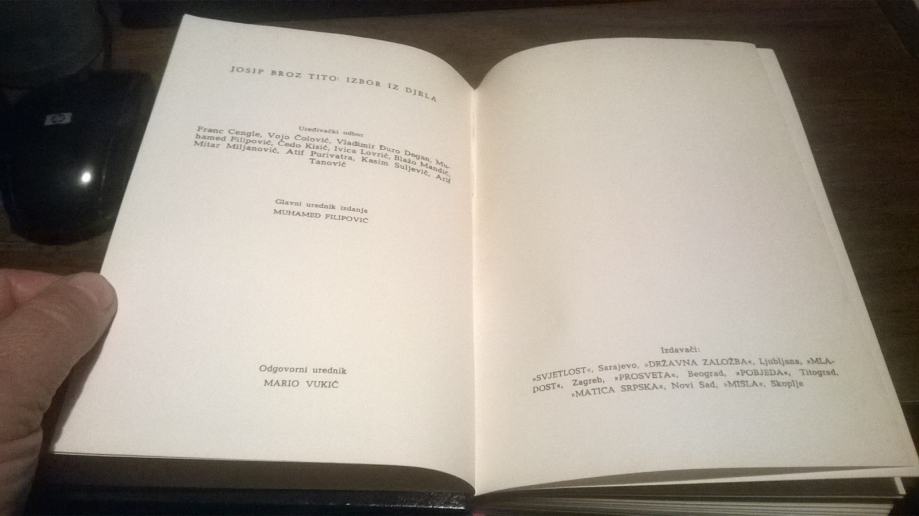 JOSIP BROZ TITO: IZBOR IZ DJELA
Uređivački odbor
Franc Cengle, Vojo Čolović, Vladimir Đuro Degan, Mu-
hamed Filipović, Čedo Kisić, Ivica Lovrić, Blažo Mandić,
Mitar Miljanović, Atif Purivatra, Kasim Suljević, Arif
Tanović
Glavni urednik izdanja
MUHAMED FILIPOVIĆ
Odgovorni urednik
MARIO VUKIĆ
Izdavači:
»SVJETLOST«, Sarajevo, »DRŽAVNA ZALOŽBA«, Ljubljana, »MLA-
DOST«, Zagreb, »PROSVETA«, Beograd, »POBJEDA«, Titograd,
»MATICA SRPSKA«, Novi Sad, »MISLA«, Skoplje
hp